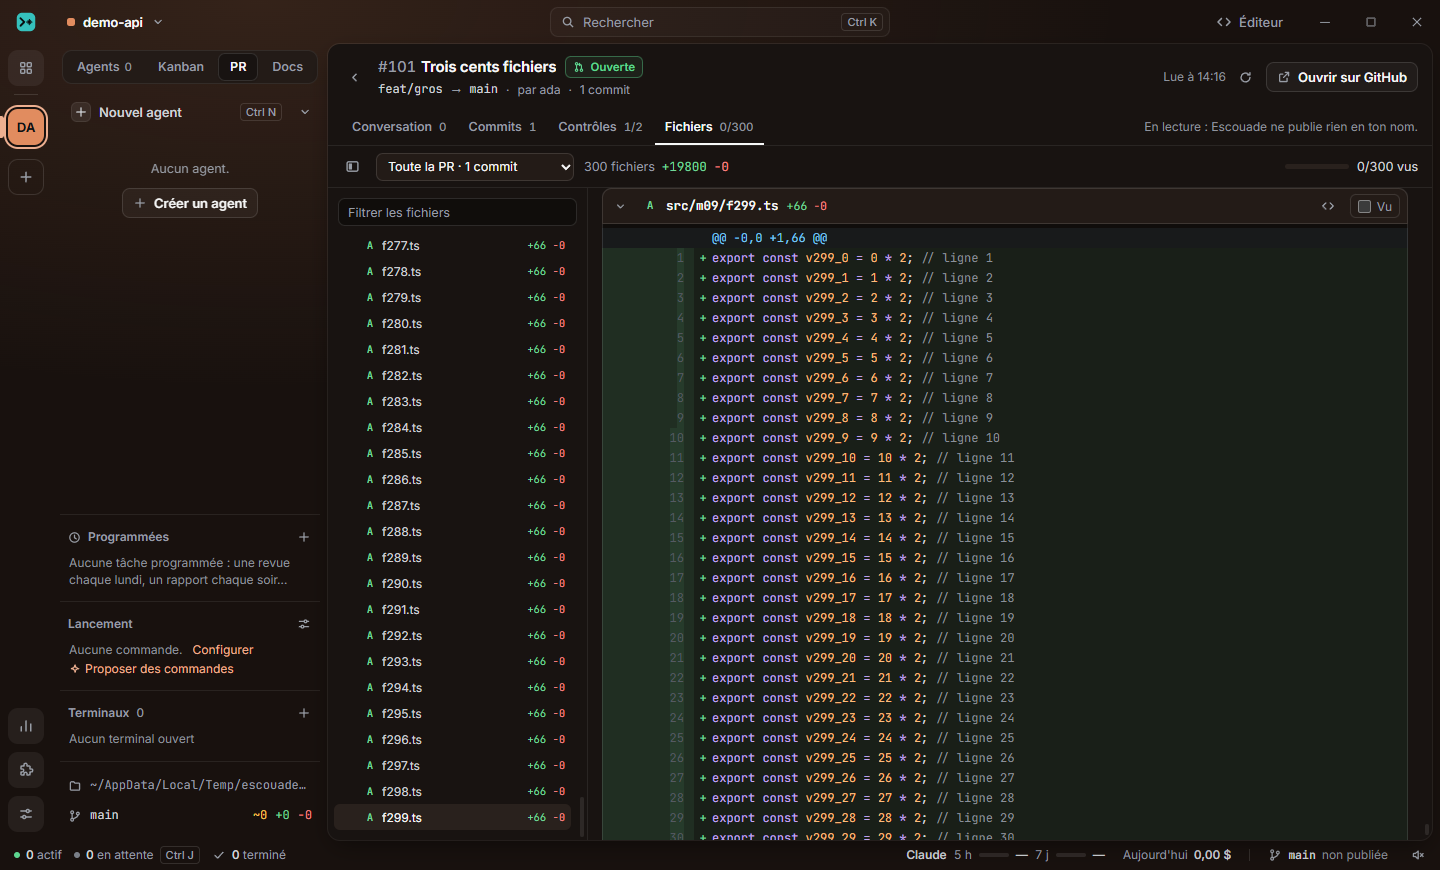 demo-api
Rechercher
Ctrl K
Éditeur
Agents 0
Kanban
PR
Docs
DA
Nouvel agent
Ctrl N
Aucun agent.
Créer un agent
Programmées
Aucune tâche programmée : une revue
chaque lundi, un rapport chaque soir...
Lancement
Aucune commande. Configurer
Proposer des commandes
Terminaux 0
Aucun terminal ouvert
~/AppData/Local/Temp/escouade…
main ~0 +0 -0
#101 Trois cents fichiers Ouverte
feat/gros → main · par ada · 1 commit
Lue à 14:16
Ouvrir sur GitHub
Conversation 0
Commits 1
Contrôles 1/2
Fichiers 0/300
En lecture : Escouade ne publie rien en ton nom.
Toute la PR · 1 commit
300 fichiers +19800 -0
0/300 vus
Filtrer les fichiers
A f277.ts +66 -0
A f278.ts +66 -0
A f279.ts +66 -0
A f280.ts +66 -0
A f281.ts +66 -0
A f282.ts +66 -0
A f283.ts +66 -0
A f284.ts +66 -0
A f285.ts +66 -0
A f286.ts +66 -0
A f287.ts +66 -0
A f288.ts +66 -0
A f289.ts +66 -0
A f290.ts +66 -0
A f291.ts +66 -0
A f292.ts +66 -0
A f293.ts +66 -0
A f294.ts +66 -0
A f295.ts +66 -0
A f296.ts +66 -0
A f297.ts +66 -0
A f298.ts +66 -0
A f299.ts +66 -0
A src/m09/f299.ts +66 -0
Vu
@@ -0,0 +1,66 @@
1 + export const v299_0 = 0 * 2; // ligne 1
2 + export const v299_1 = 1 * 2; // ligne 2
3 + export const v299_2 = 2 * 2; // ligne 3
4 + export const v299_3 = 3 * 2; // ligne 4
5 + export const v299_4 = 4 * 2; // ligne 5
6 + export const v299_5 = 5 * 2; // ligne 6
7 + export const v299_6 = 6 * 2; // ligne 7
8 + export const v299_7 = 7 * 2; // ligne 8
9 + export const v299_8 = 8 * 2; // ligne 9
10 + export const v299_9 = 9 * 2; // ligne 10
11 + export const v299_10 = 10 * 2; // ligne 11
12 + export const v299_11 = 11 * 2; // ligne 12
13 + export const v299_12 = 12 * 2; // ligne 13
14 + export const v299_13 = 13 * 2; // ligne 14
15 + export const v299_14 = 14 * 2; // ligne 15
16 + export const v299_15 = 15 * 2; // ligne 16
17 + export const v299_16 = 16 * 2; // ligne 17
18 + export const v299_17 = 17 * 2; // ligne 18
19 + export const v299_18 = 18 * 2; // ligne 19
20 + export const v299_19 = 19 * 2; // ligne 20
21 + export const v299_20 = 20 * 2; // ligne 21
22 + export const v299_21 = 21 * 2; // ligne 22
23 + export const v299_22 = 22 * 2; // ligne 23
24 + export const v299_23 = 23 * 2; // ligne 24
25 + export const v299_24 = 24 * 2; // ligne 25
26 + export const v299_25 = 25 * 2; // ligne 26
27 + export const v299_26 = 26 * 2; // ligne 27
28 + export const v299_27 = 27 * 2; // ligne 28
29 + export const v299_28 = 28 * 2; // ligne 29
30 + export const v299_29 = 29 * 2; // ligne 30
0 actif
0 en attente
Ctrl J
0 terminé
Claude 5 h — 7 j —
Aujourd'hui 0,00 $
main non publiée